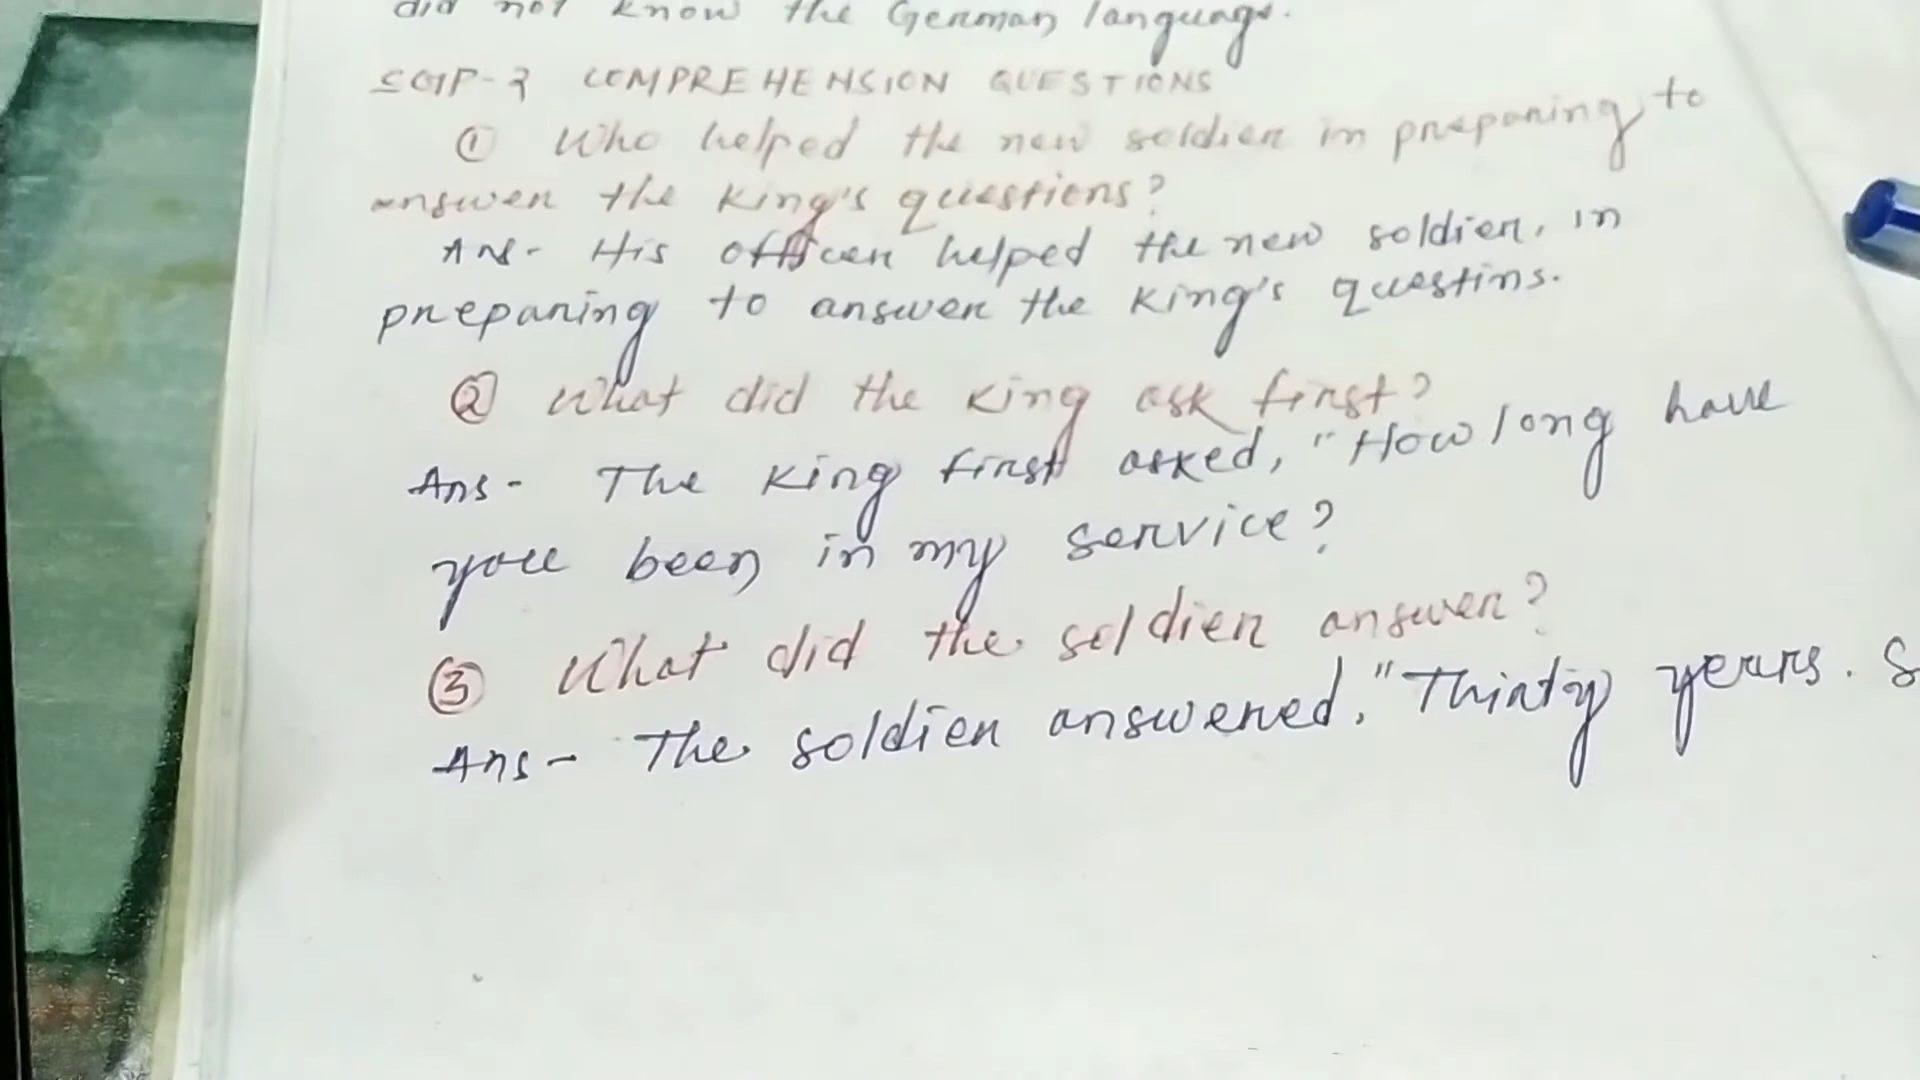 did not know the German language.
SGP-3 COMPREHENSION QUESTIONS
① Who helped the new soldier in preparing to
answer the King's questions?
Ans- His officer helped the new soldier, in
preparing to answer the King's questins.
② What did the King ask first?
Ans- The King first asked, "How long have
you been in my service?
③ What did the soldier answer?
Ans- The soldier answered, "Thirty years. S